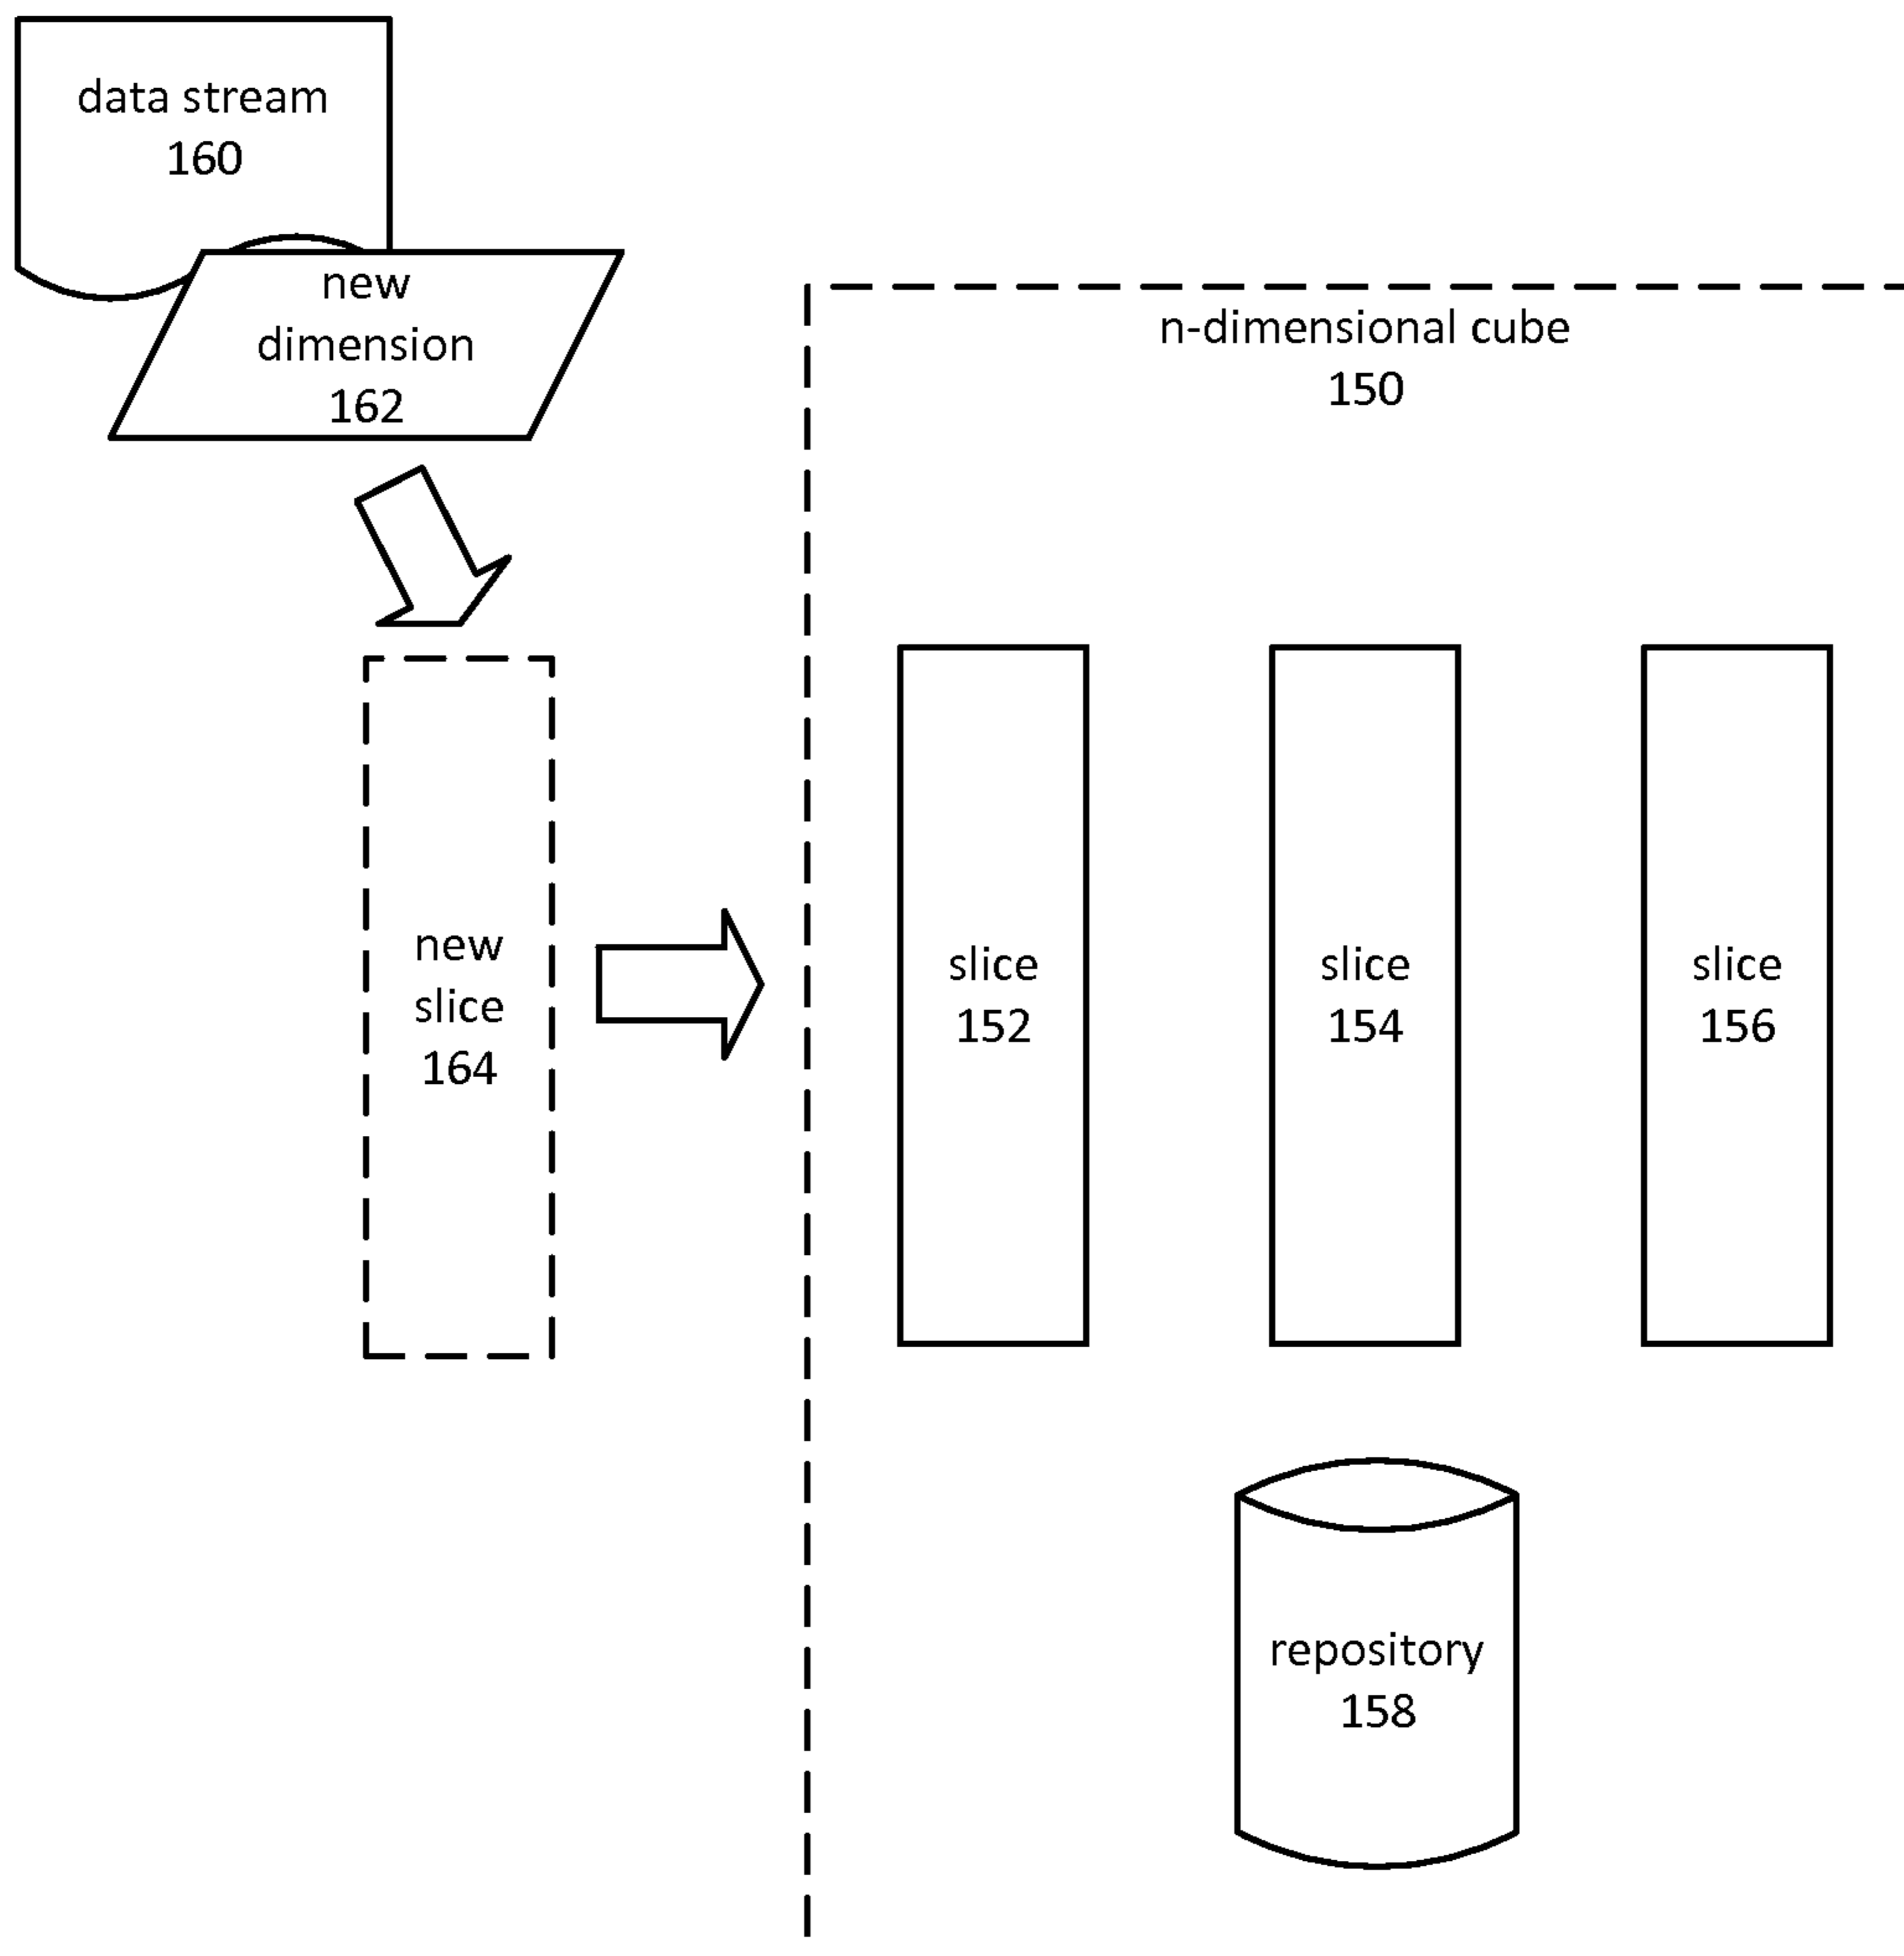 data stream
160
new
dimension
162
n-dimensional cube
150
new
slice
164
slice
152
slice
154
slice
156
repository
158